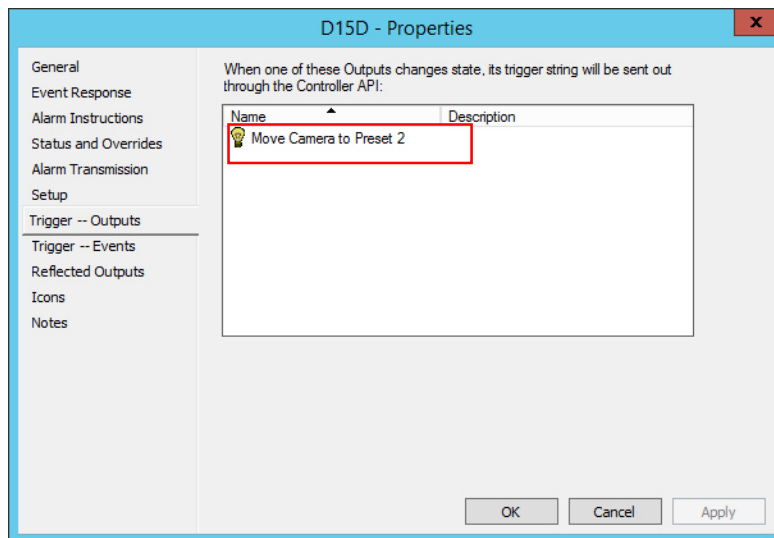 D15D - Properties
x
General
Event Response
Alarm Instructions
Status and Overrides
Alarm Transmission
Setup
Trigger -- Outputs
Trigger -- Events
Reflected Outputs
Icons
Notes
When one of these Outputs changes state, its trigger string will be sent out
through the Controller API:
Name Description
Move Camera to Preset 2
OK Cancel Apply